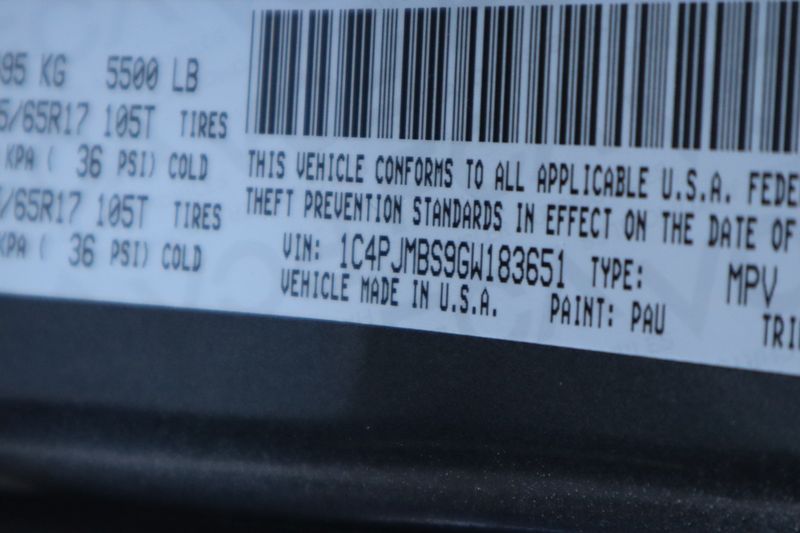 95 KG 5500 LB
5/65R17 105T TIRES
KPA ( 36 PSI) COLD
/65R17 105T TIRES
KPA ( 36 PSI) COLD
THIS VEHICLE CONFORMS TO ALL APPLICABLE U.S.A. FEDE
THEFT PREVENTION STANDARDS IN EFFECT ON THE DATE OF
VIN: 1C4PJMBS9GW183651 TYPE: MPV
VEHICLE MADE IN U.S.A. PAINT: PAU TRI